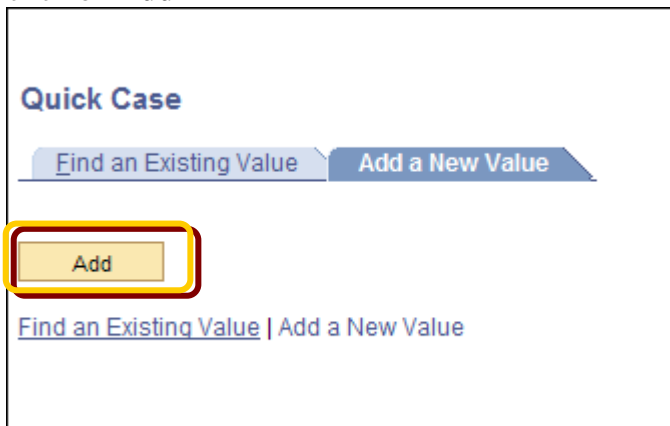 Quick Case
Find an Existing Value Add a New Value
Add
Find an Existing Value | Add a New Value